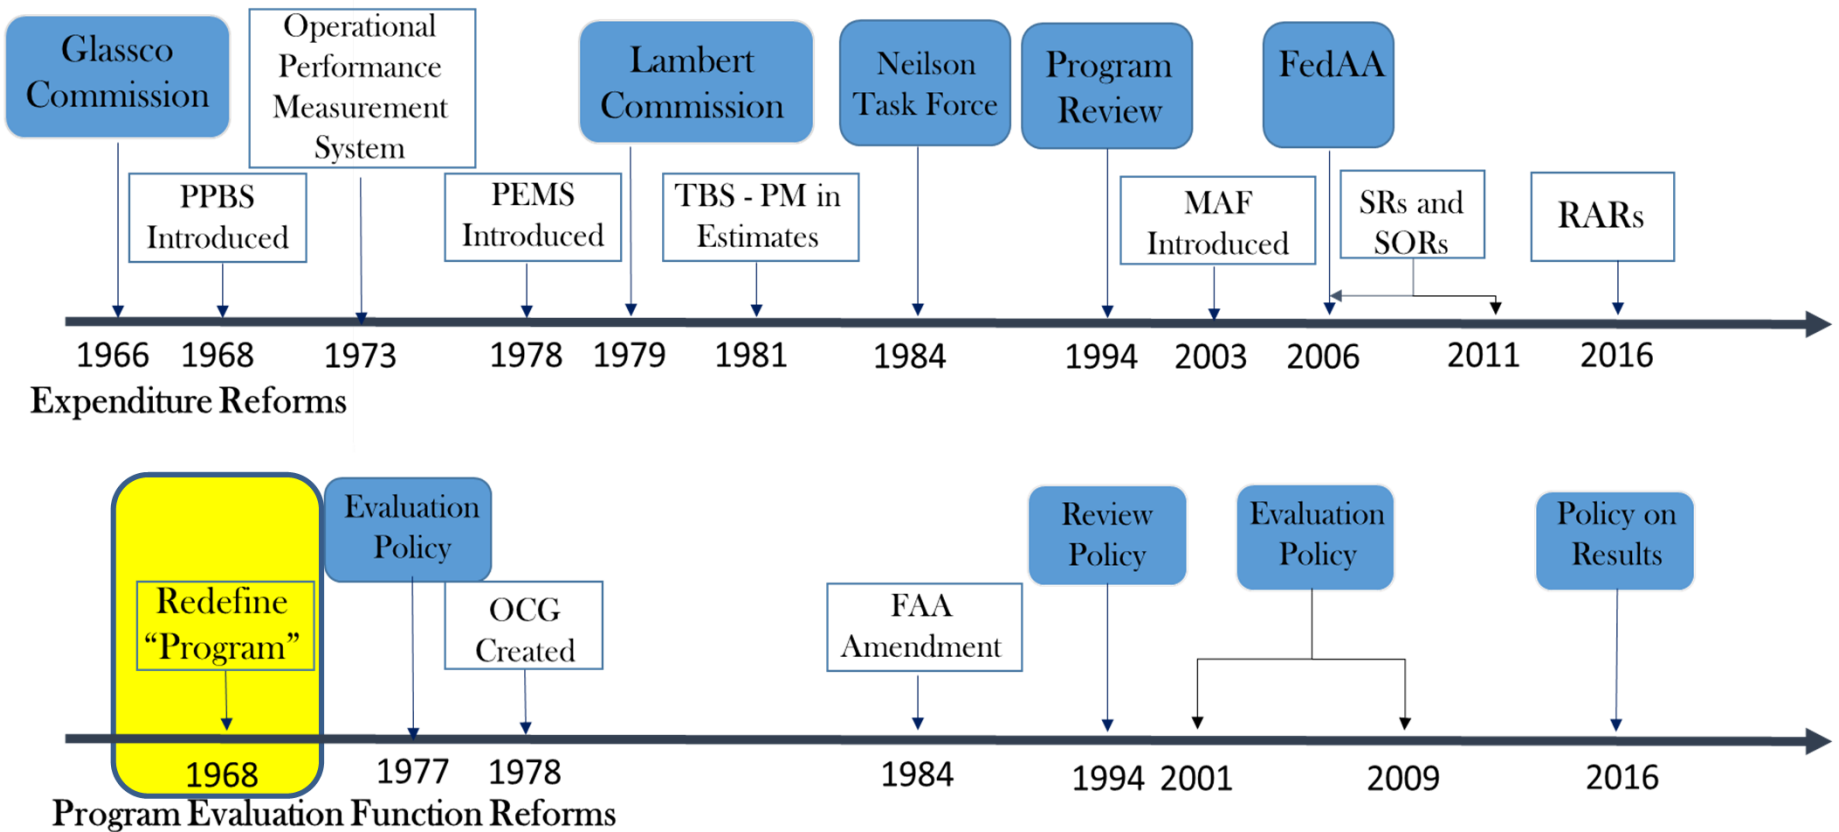 Glassco
Commission
Operational
Performance
Measurement
System
Lambert
Commission
Neilson
Task Force
Program
Review
FedAA
PPBS
Introduced
PEMS
Introduced
TBS - PM in
Estimates
MAF
Introduced
SRs and
SORs
RARs
1966 1968 1973 1978 1979 1981 1984 1994 2003 2006 2011 2016
Expenditure Reforms
Evaluation
Policy
Review
Policy
Evaluation
Policy
Policy on
Results
Redefine
“Program”
OCG
Created
FAA
Amendment
1968 1977 1978 1984 1994 2001 2009 2016
Program Evaluation Function Reforms